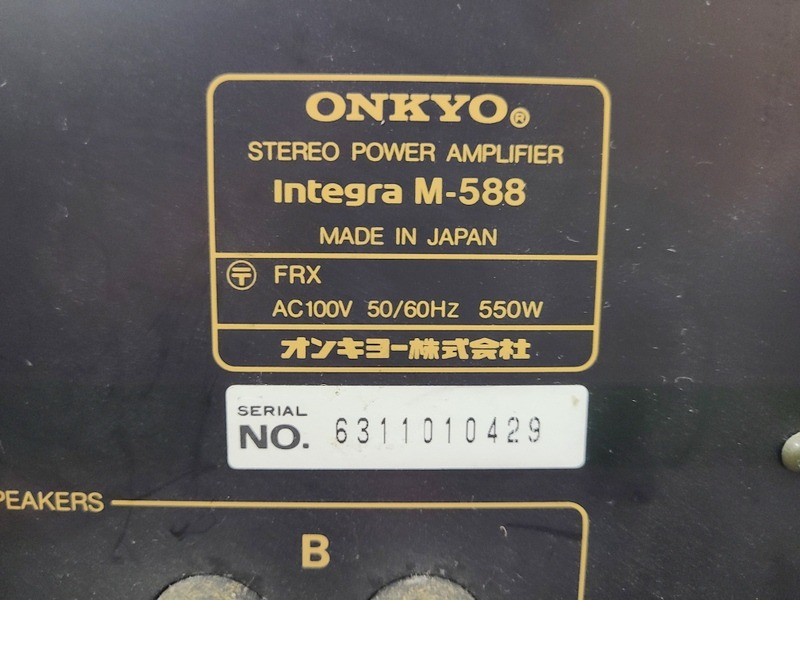 ONKYO®
STEREO POWER AMPLIFIER
Integra M-588
MADE IN JAPAN
〒 FRX
AC100V 50/60Hz 550W
オンキヨー株式会社
SERIAL
NO. 6311010429
PEAKERS
B